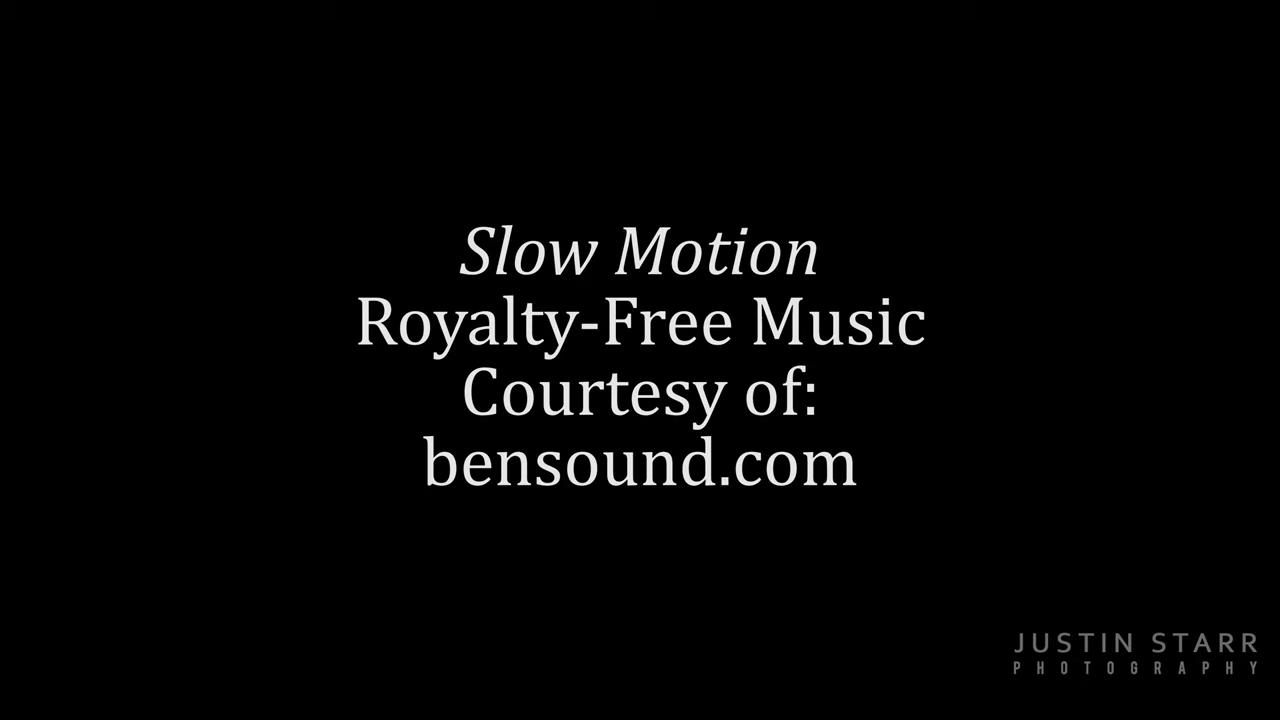 Slow Motion
Royalty-Free Music
Courtesy of:
bensound.com
JUSTIN STARR
PHOTOGRAPHY